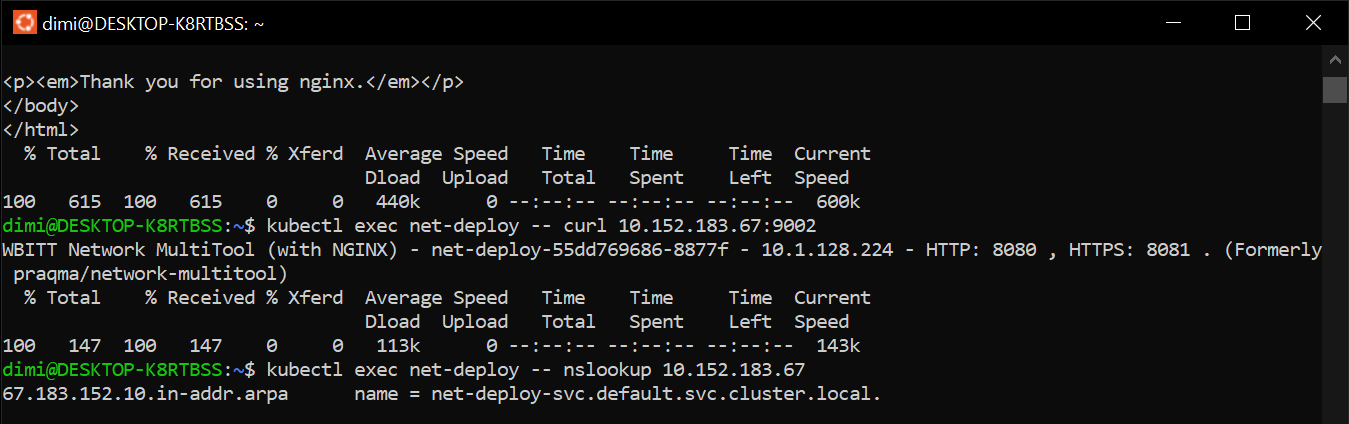 dimi@DESKTOP-K8RTBSS: ~
<p><em>Thank you for using nginx.</em></p>
</body>
</html>
  % Total    % Received % Xferd  Average Speed   Time    Time     Time  Current
                                 Dload  Upload   Total   Spent    Left  Speed
100   615  100   615    0     0   440k      0 --:--:-- --:--:-- --:--:--  600k
dimi@DESKTOP-K8RTBSS:~$ kubectl exec net-deploy -- curl 10.152.183.67:9002
WBITT Network MultiTool (with NGINX) - net-deploy-55dd769686-8877f - 10.1.128.224 - HTTP: 8080 , HTTPS: 8081 . (Formerly
 praqma/network-multitool)
  % Total    % Received % Xferd  Average Speed   Time    Time     Time  Current
                                 Dload  Upload   Total   Spent    Left  Speed
100   147  100   147    0     0   113k      0 --:--:-- --:--:-- --:--:--  143k
dimi@DESKTOP-K8RTBSS:~$ kubectl exec net-deploy -- nslookup 10.152.183.67
67.183.152.10.in-addr.arpa      name = net-deploy-svc.default.svc.cluster.local.